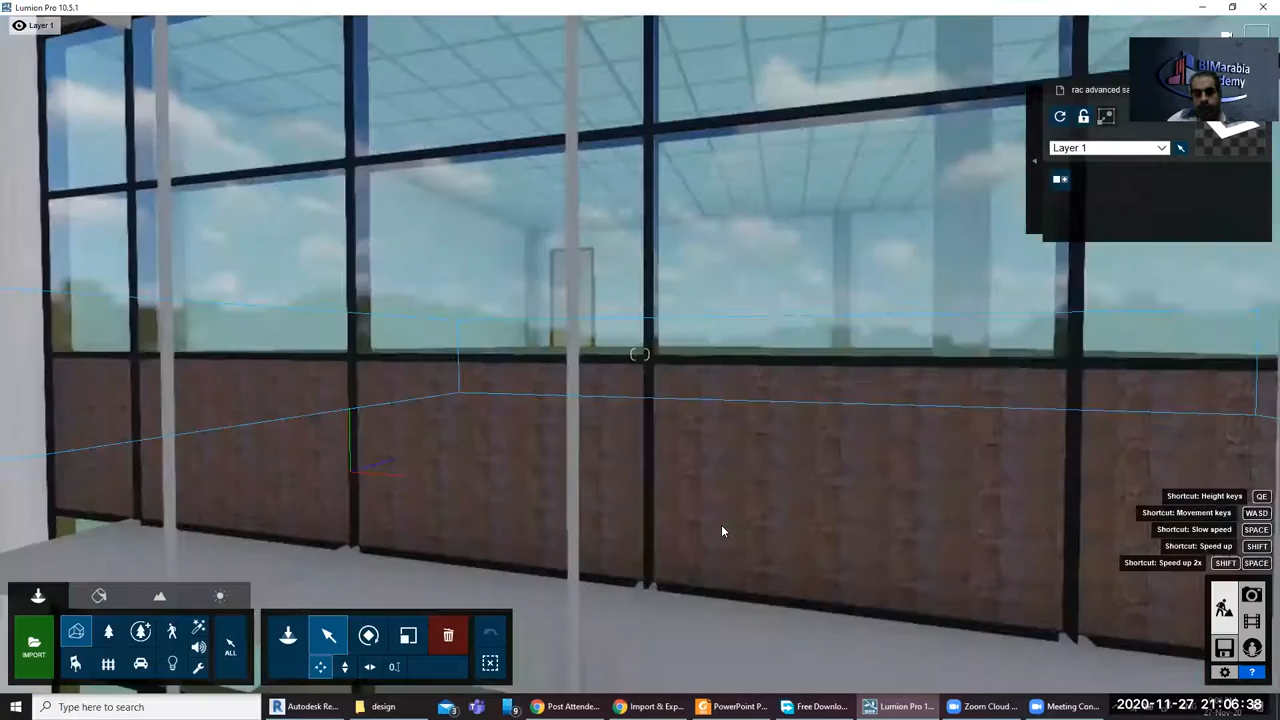 Lumion Pro 10.5.1
Layer 1
BIMarabia
rac advanced sa
Layer 1
Shortcut: Height keys QE
Shortcut: Movement keys WASD
Shortcut: Slow speed SPACE
Shortcut: Speed up SHIFT
Shortcut: Speed up 2x SHIFT SPACE
IMPORT
ALL
?
Type here to search
Autodesk Re...
design
Post Attende...
Import & Exp...
PowerPoint P...
Free Downlo...
Lumion Pro 1...
Zoom Cloud ...
Meeting Con...
2020-11-27 21:06:38